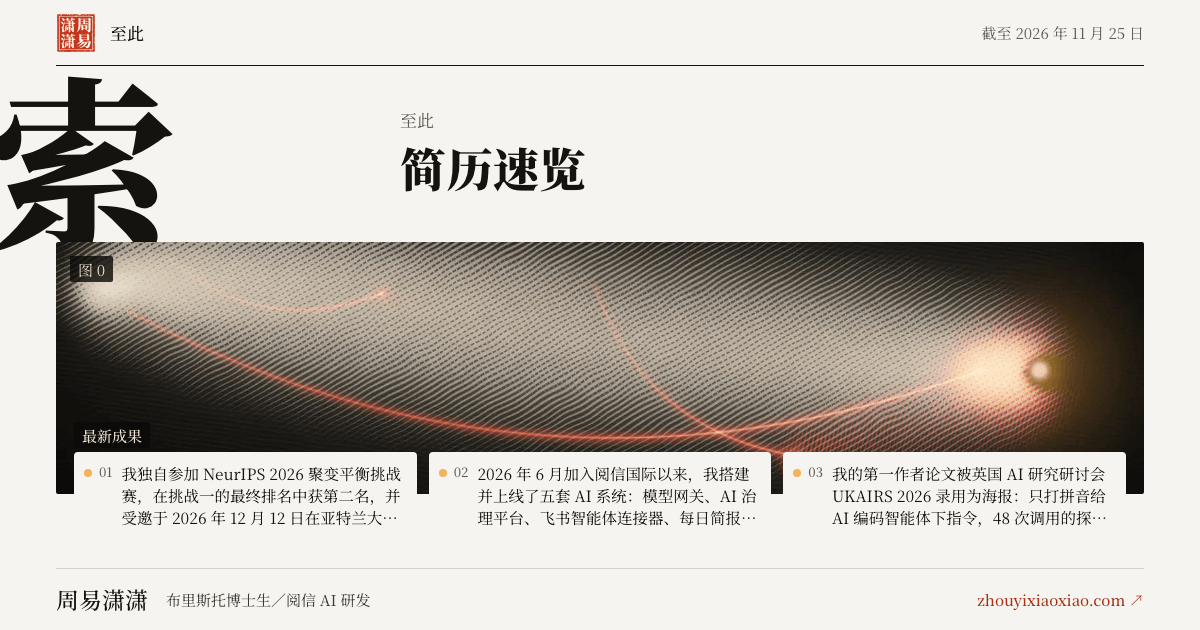 周易潇潇
至此
截至 2026 年 11 月 25 日
索
至此
简历速览
图 0
最新成果
01 我独自参加 NeurIPS 2026 聚变平衡挑战
赛，在挑战一的最终排名中获第二名，并
受邀于 2026 年 12 月 12 日在亚特兰大…
02 2026 年 6 月加入阅信国际以来，我搭建
并上线了五套 AI 系统：模型网关、AI 治
理平台、飞书智能体连接器、每日简报…
03 我的第一作者论文被英国 AI 研究研讨会
UKAIRS 2026 录用为海报：只打拼音给
AI 编码智能体下指令，48 次调用的探…
周易潇潇
布里斯托博士生／阅信 AI 研发
zhouyixiaoxiao.com ↗